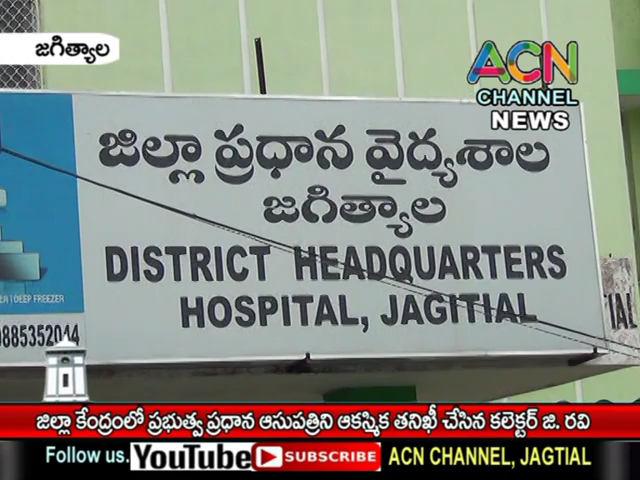 జగిత్యాల
ACN
CHANNEL
NEWS
జిల్లా ప్రధాన వైద్యశాల
జగిత్యాల
DISTRICT HEADQUARTERS
HOSPITAL, JAGITIAL
DEEP FREEZER
9885352044
IAL
జిల్లా కేంద్రంలో ప్రభుత్వ ప్రధాన ఆసుపత్రిని ఆకస్మిక తనిఖీ చేసిన కలెక్టర్ జి. రవి
Follow us. YouTube SUBSCRIBE ACN CHANNEL, JAGTIAL